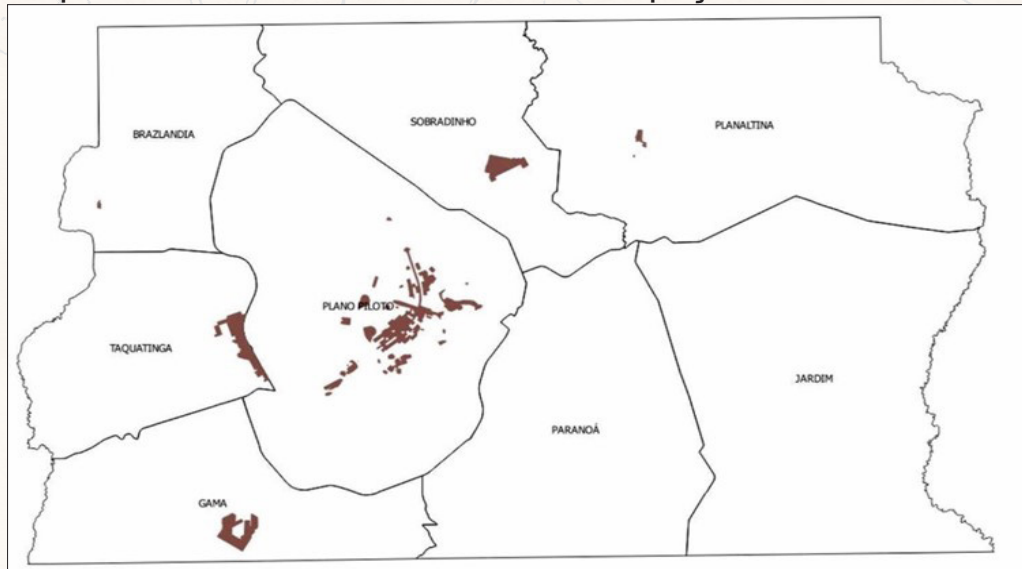 SOBRADINHO
PLANALTINA
BRAZLANDIA
PLANO PILOTO
TAQUATINGA
JARDIM
PARANOÁ
GAMA